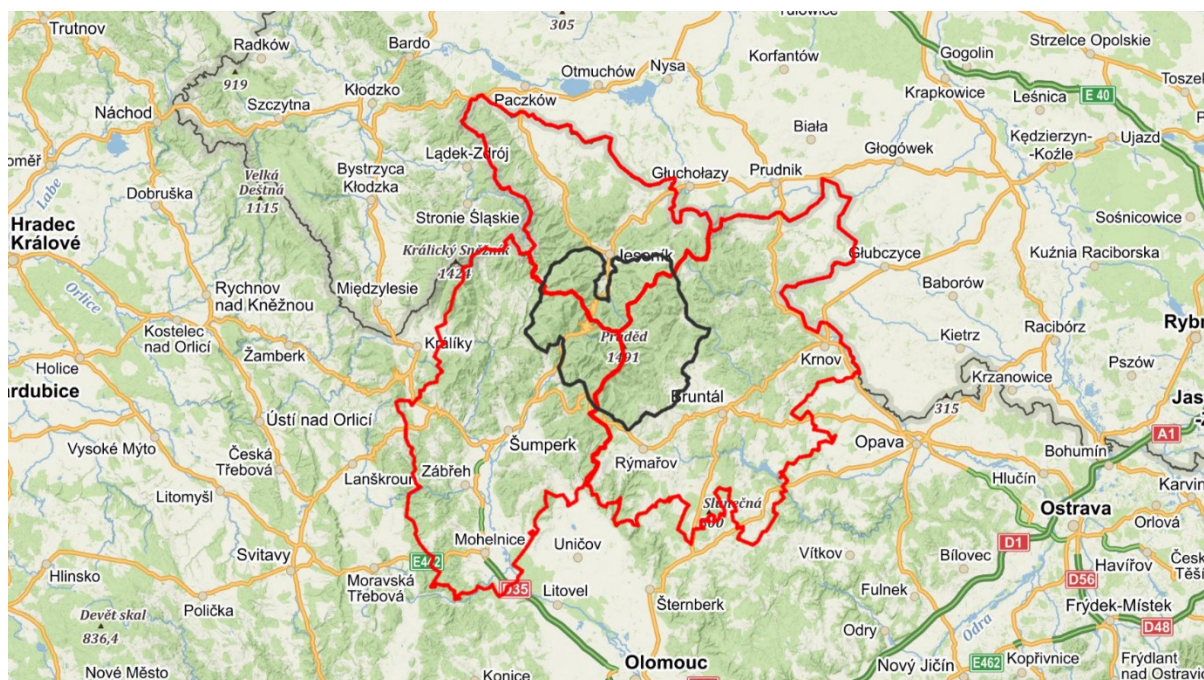 Trutnov
Radków
919
Náchod
Szczytna
Kłodzko
Bardo
305
Tułowice
Otmuchów
Nysa
Paczków
Korfantów
Gogolin
Strzelce Opolskie
Toszek
Krapkowice
Leśnica
E 40
Kędzierzyn-
-Koźle
Ujazd
Biała
Głogówek
Labe
Dobruška
Velká
Deštná
1115
Bystrzyca
Kłodzka
Lądek-Zdrój
Głuchołazy
Prudnik
Stronie Śląskie
Sośnicowice
Hradec
Králové
Králický Sněžník
1424
Jeseník
Głubczyce
Kuźnia Raciborska
Orlice
Rychnov
nad Kněžnou
Międzylesie
Baborów
Kostelec
nad Orlicí
Žamberk
Králíky
Praděd
1491
Krnov
Kietrz
Racibórz
Pszów
Holice
Krzanowice
Ústí nad Orlicí
Bruntál
315
Vysoké Mýto
Česká
Třebová
Šumperk
Rýmařov
Opava
Bohumín
A1
Litomyšl
Lanškroun
Zábřeh
Hlučín
Karvin
Slunečná
800
Ostrava
Orlová
Svitavy
Mohelnice
Uničov
Vítkov
Bílovec
D1
Havířov
Hlinsko
Polička
Moravská
Třebová
E442
D35
Litovel
Šternberk
Fulnek
D56
Devět skal
836,4
Odry
Odra
Frýdek-Místek
D48
Nové Město
Konice
Olomouc
Nový Jičín
E462
Kopřivnice
Frýdlant
nad Ostravicí